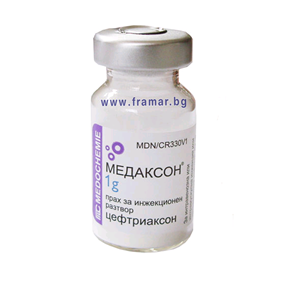 www.framar.bg
MDN/CR330V1
MEDOCHEMIE
МЕДАКСОН®
1g
прах за инжекционен
разтвор
цефтриаксон